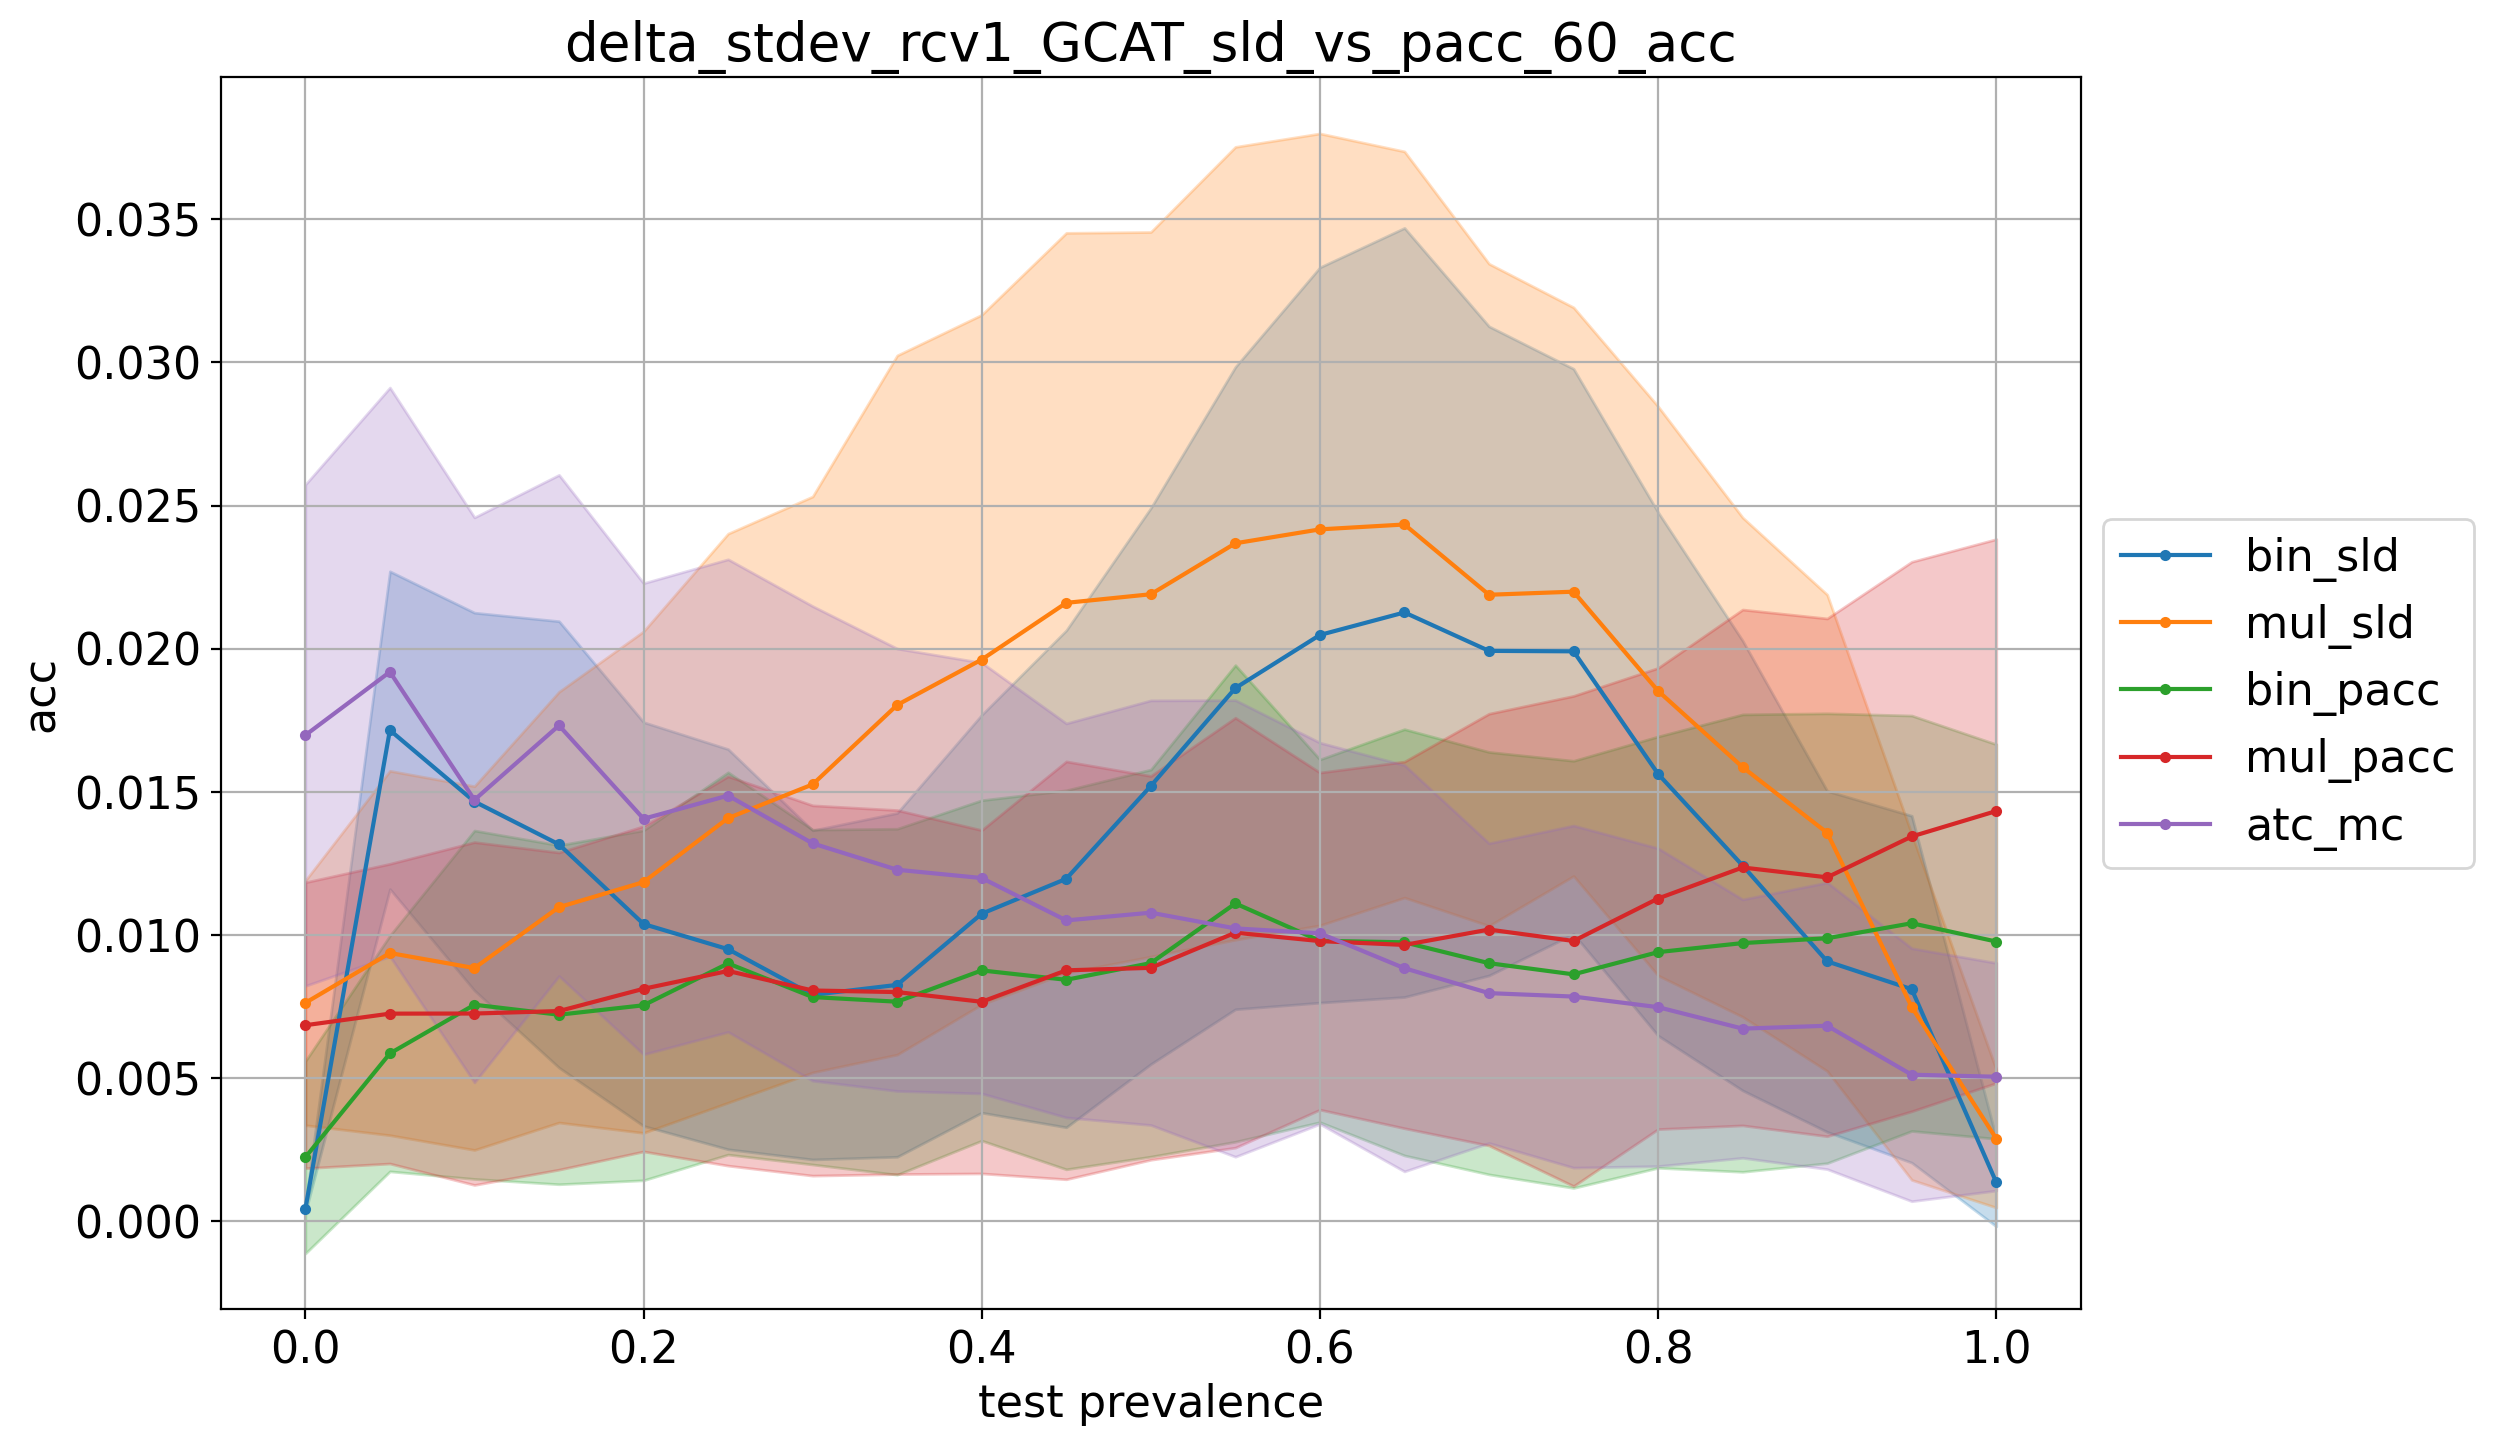 delta_stdev_rcv1_GCAT_sld_vs_pacc_60_acc
acc
0.035
0.030
0.025
0.020
0.015
0.010
0.005
0.000
0.0 0.2 0.4 0.6 0.8 1.0
test prevalence
bin_sld
mul_sld
bin_pacc
mul_pacc
atc_mc